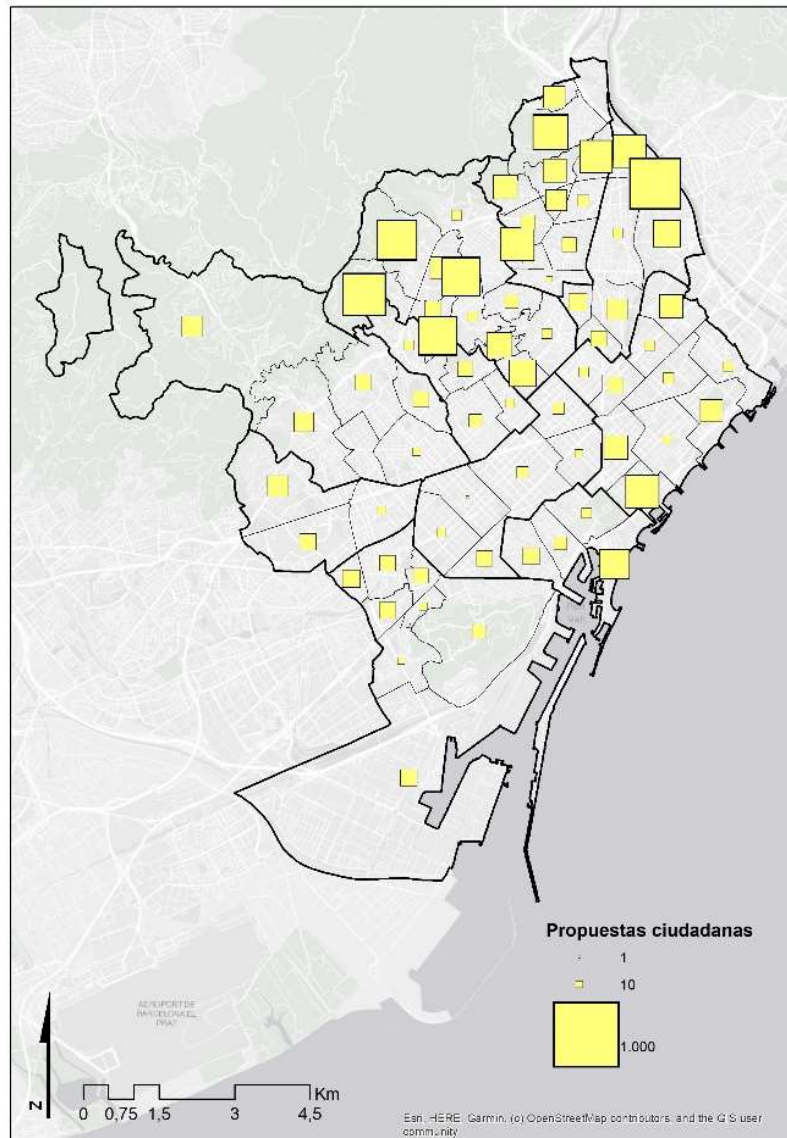 Propuestas ciudadanas
1
10
1.000
AEROPORT DE
BARCELONA-EL
PRAT
Z
Km
0 0,75 1,5 3 4,5
Esri, HERE, Garmin, (c) OpenStreetMap contributors, and the GIS user
community